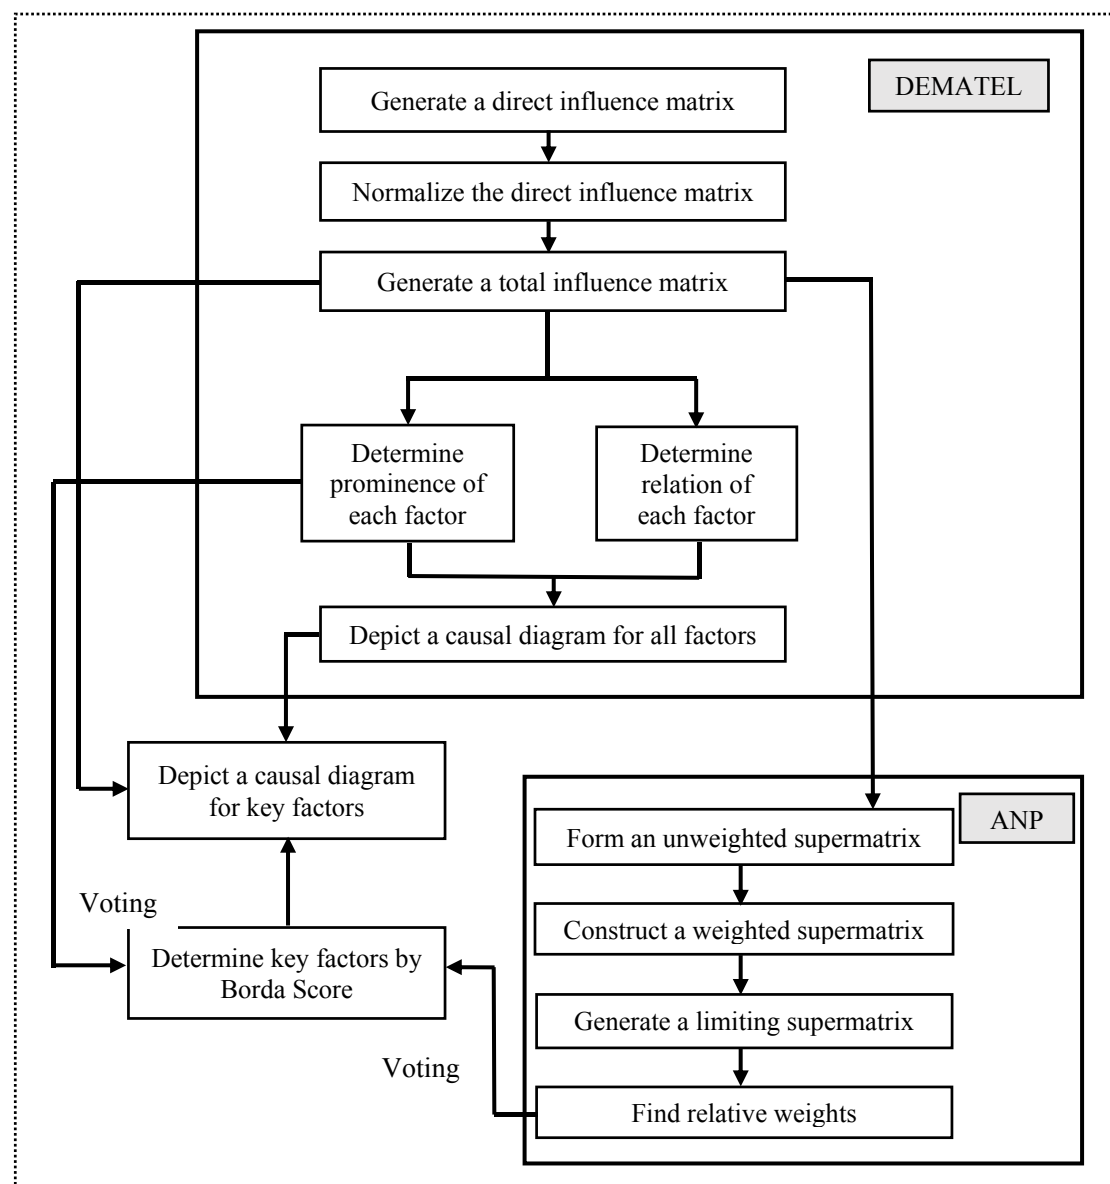 DEMATEL
Generate a direct influence matrix
Normalize the direct influence matrix
Generate a total influence matrix
Determine
prominence of
each factor
Determine
relation of
each factor
Depict a causal diagram for all factors
Depict a causal diagram
for key factors
ANP
Form an unweighted supermatrix
Voting
Construct a weighted supermatrix
Determine key factors by
Borda Score
Generate a limiting supermatrix
Voting
Find relative weights